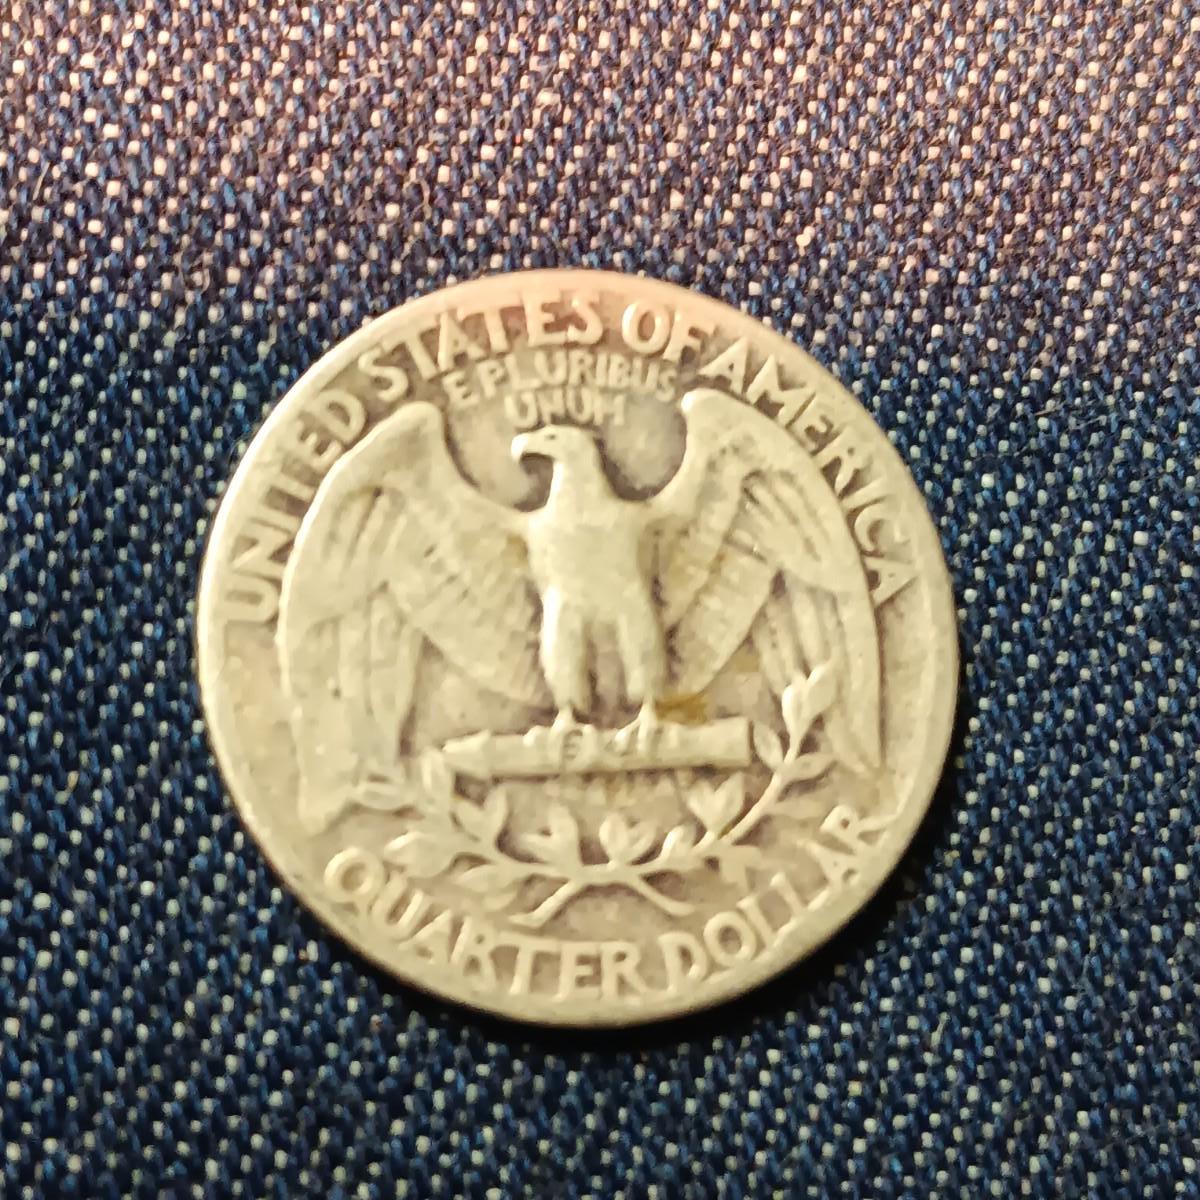 UNITED STATES OF AMERICA
E PLURIBUS
UNUM
QUARTER DOLLAR